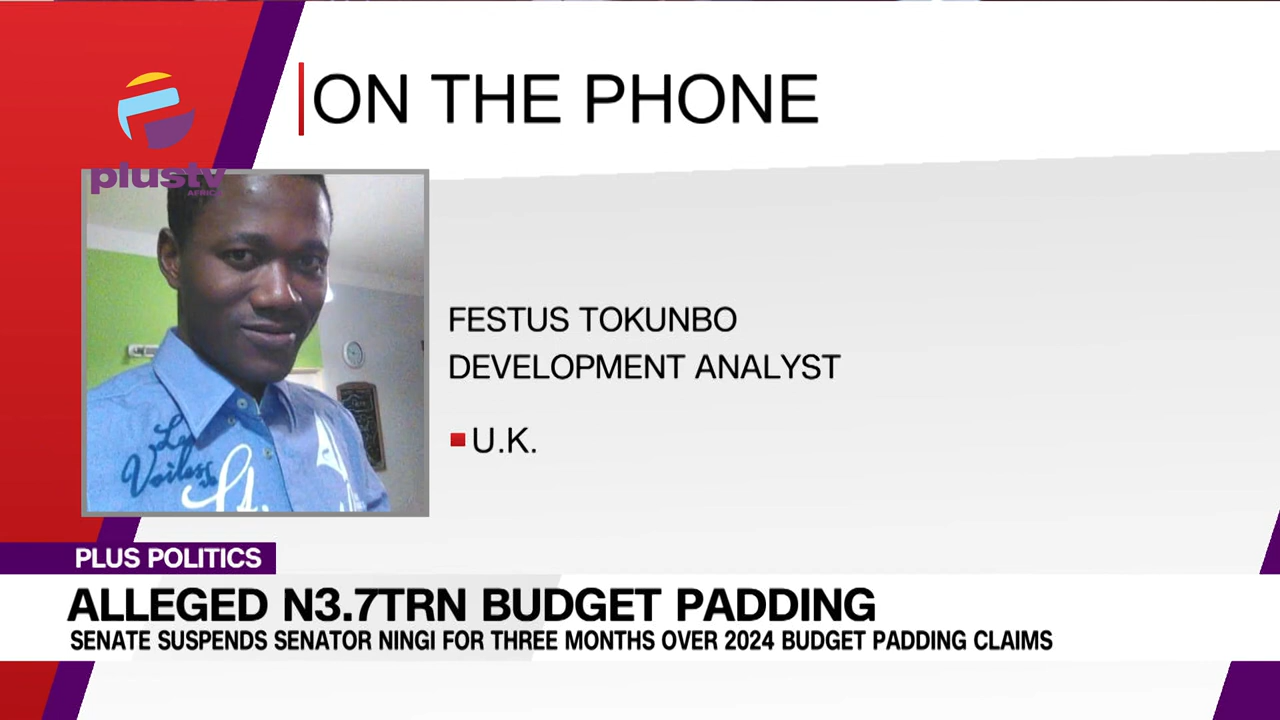 ON THE PHONE
plustv
AFRICA
FESTUS TOKUNBO
DEVELOPMENT ANALYST
U.K.
PLUS POLITICS
ALLEGED N3.7TRN BUDGET PADDING
SENATE SUSPENDS SENATOR NINGI FOR THREE MONTHS OVER 2024 BUDGET PADDING CLAIMS